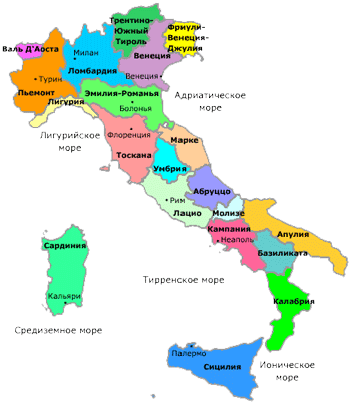 Трентино-
Южный
Тироль
Фриули-
Венеция-
Джулия
Валь Д'Аоста
Милан
Венеция
Ломбардия
Венеция
Турин
Пьемонт
Эмилия-Романья
Адриатическое
море
Лигурия
Болонья
Лигурийское
море
Флоренция
Марке
Тоскана
Умбрия
Абруццо
Рим
Лацио
Молизе
Кампания
Апулия
Неаполь
Базиликата
Сардиния
Тирренское море
Кальяри
Калабрия
Средиземное море
Палермо
Сицилия
Ионическое
море